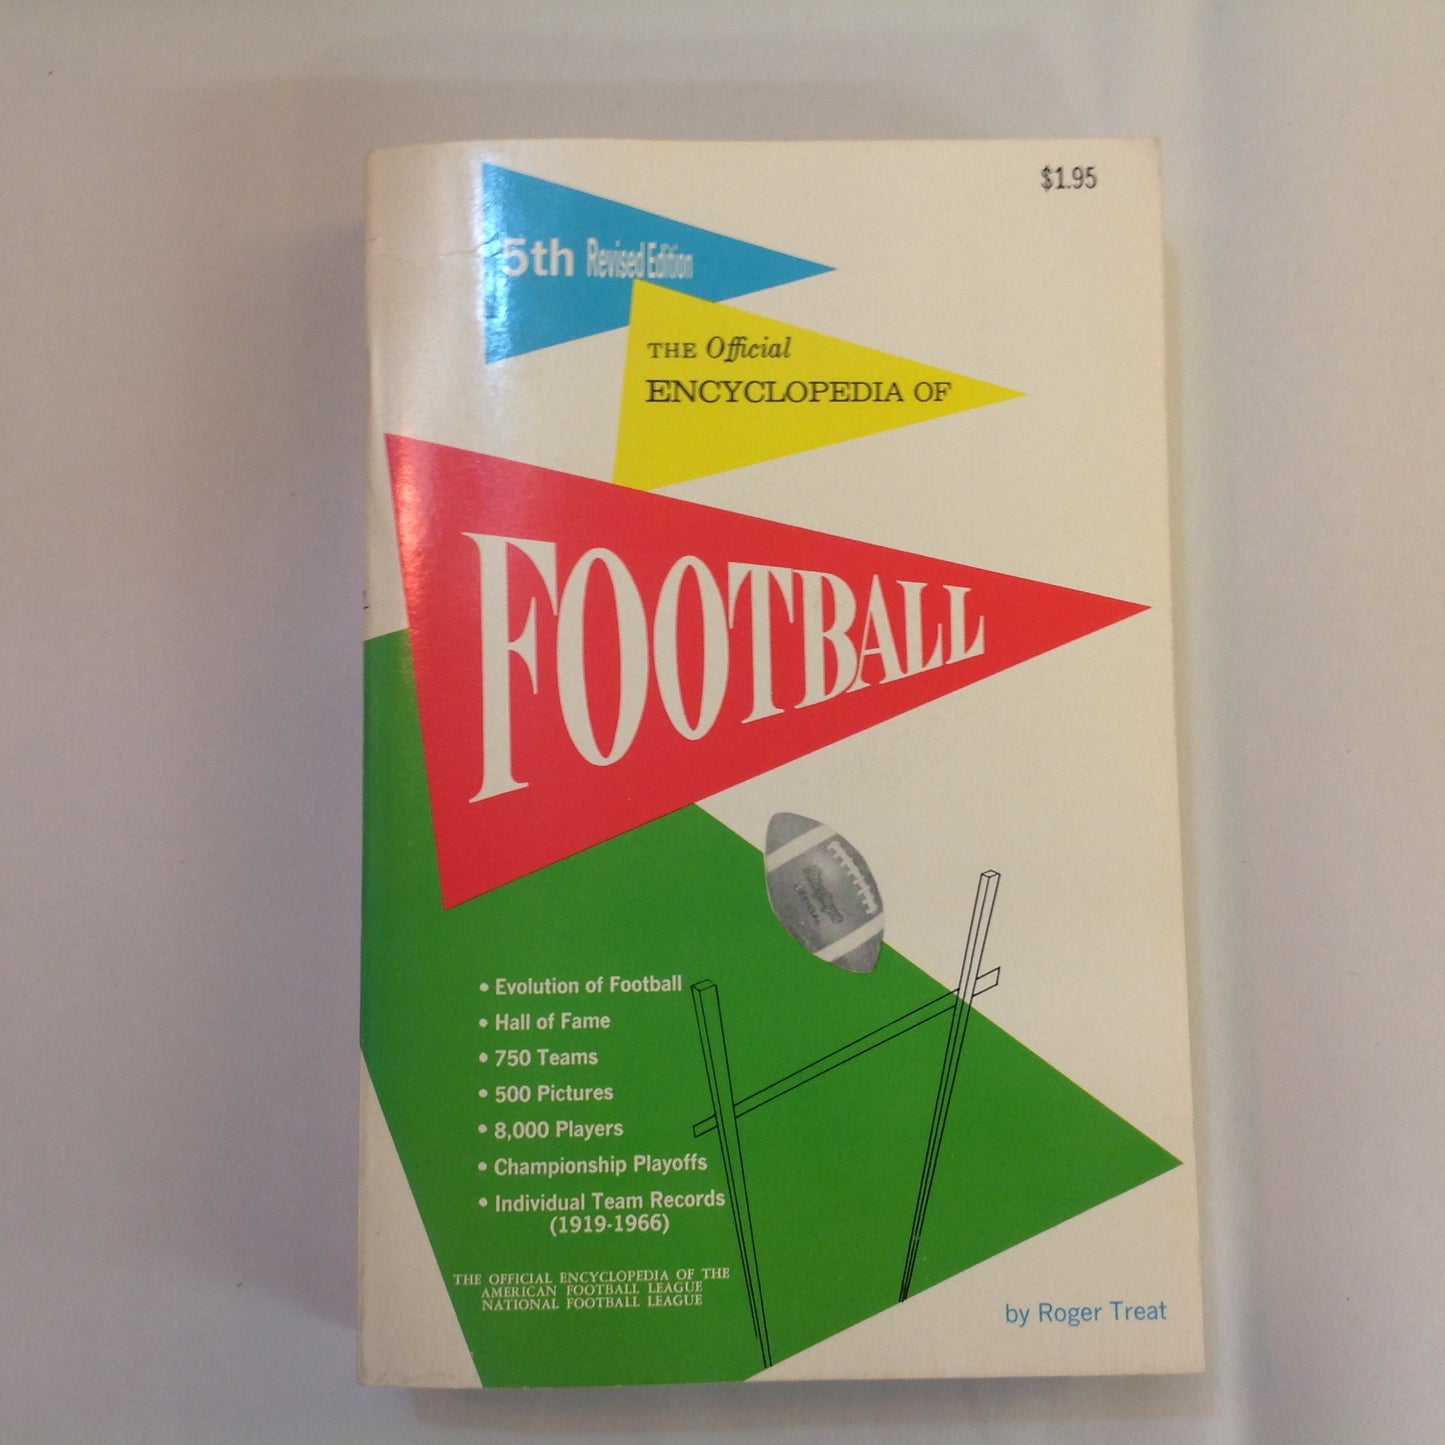 $1.95
5th Revised Edition
THE Official
ENCYCLOPEDIA OF
FOOTBALL
• Evolution of Football
• Hall of Fame
• 750 Teams
• 500 Pictures
• 8,000 Players
• Championship Playoffs
• Individual Team Records
(1919-1966)
THE OFFICIAL ENCYCLOPEDIA OF THE
AMERICAN FOOTBALL LEAGUE
NATIONAL FOOTBALL LEAGUE
by Roger Treat